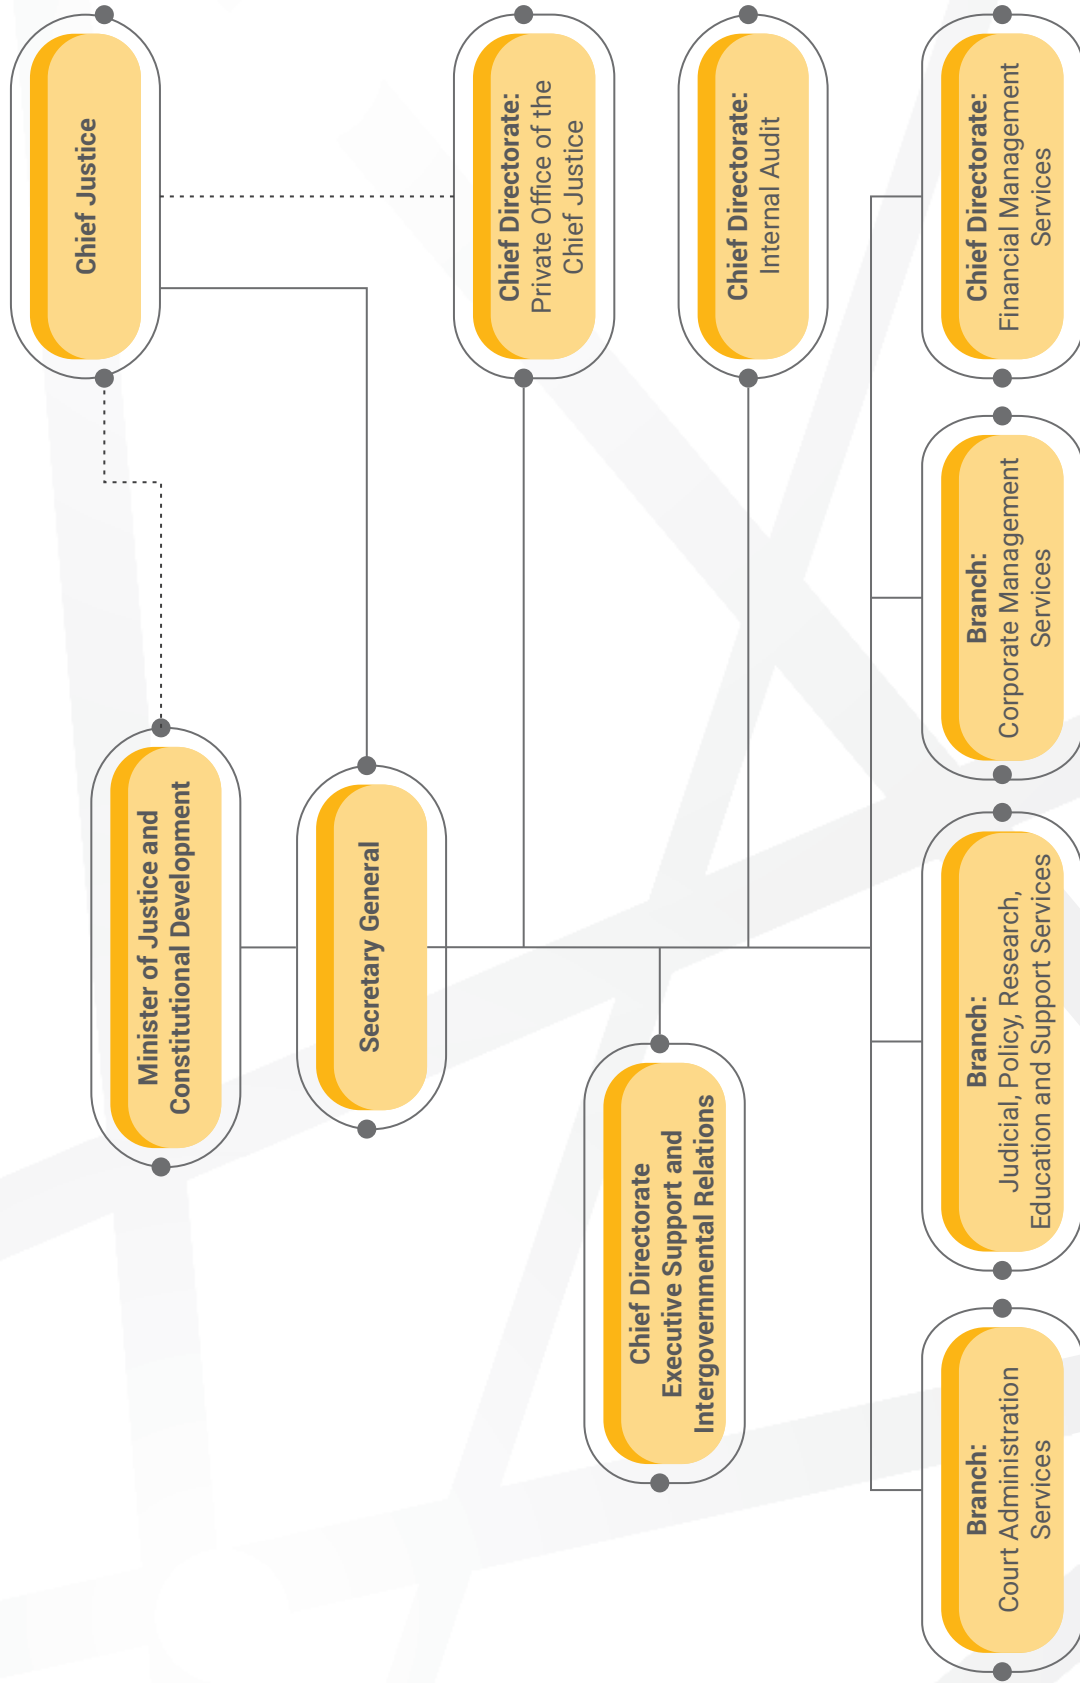 Chief Justice
Minister of Justice and
Constitutional Development
Secretary General
Chief Directorate:
Private Office of the
Chief Justice
Chief Directorate
Executive Support and
Intergovernmental Relations
Chief Directorate:
Internal Audit
Branch:
Court Administration
Services
Branch:
Judicial, Policy, Research,
Education and Support Services
Branch:
Corporate Management
Services
Chief Directorate:
Financial Management
Services